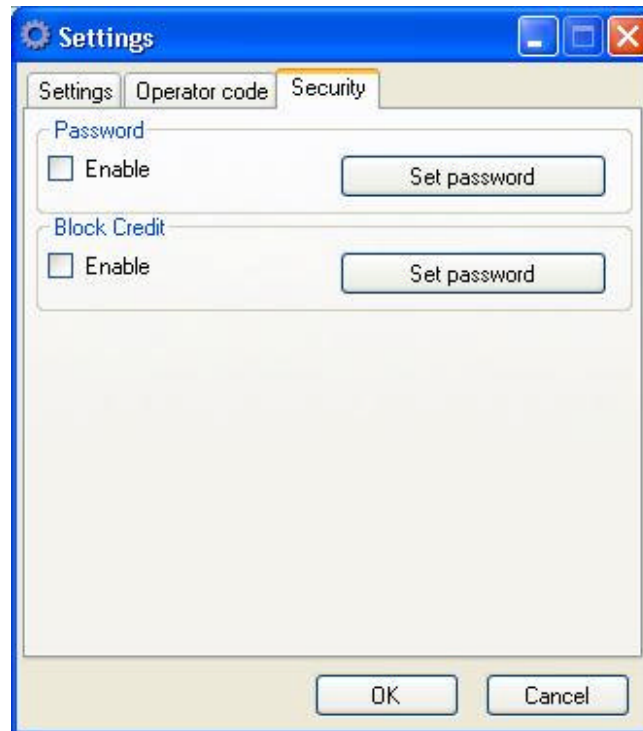 Settings
Settings Operator code Security
Password
Enable Set password
Block Credit
Enable Set password
OK Cancel